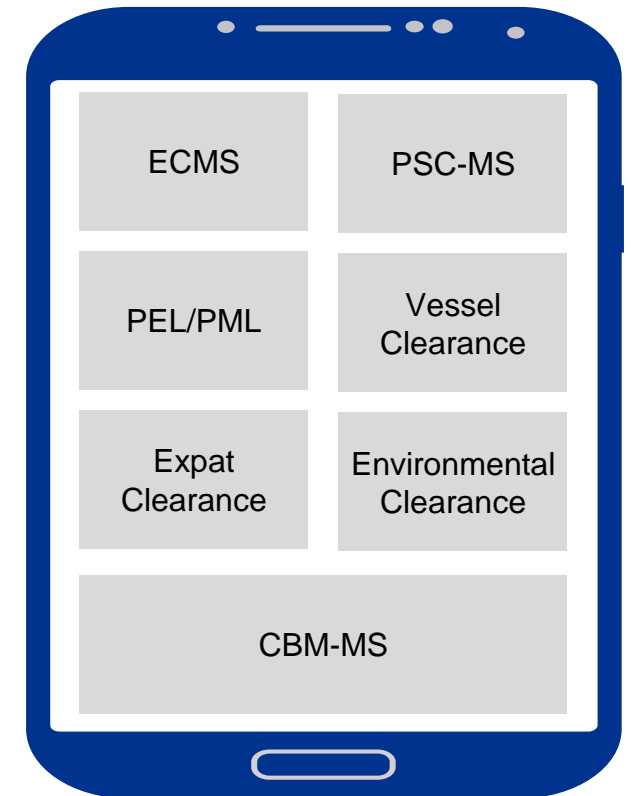 ECMS
PSC-MS
PEL/PML
Vessel
Clearance
Expat
Clearance
Environmental
Clearance
CBM-MS